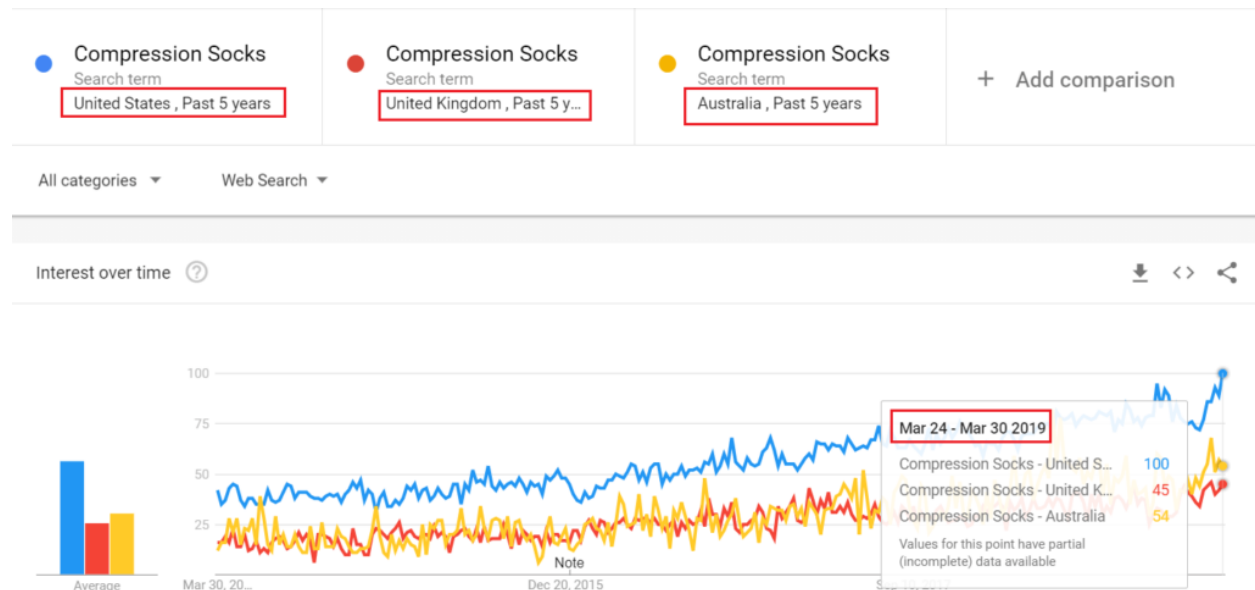 Compression Socks
Search term
United States , Past 5 years
Compression Socks
Search term
United Kingdom , Past 5 y...
Compression Socks
Search term
Australia , Past 5 years
+ Add comparison
All categories
Web Search
Interest over time ?
100
75
50
25
Average
Mar 30, 20...
Dec 20, 2015
Note
Mar 24 - Mar 30 2019
Compression Socks - United S... 100
Compression Socks - United K... 45
Compression Socks - Australia 54
Values for this point have partial
(incomplete) data available